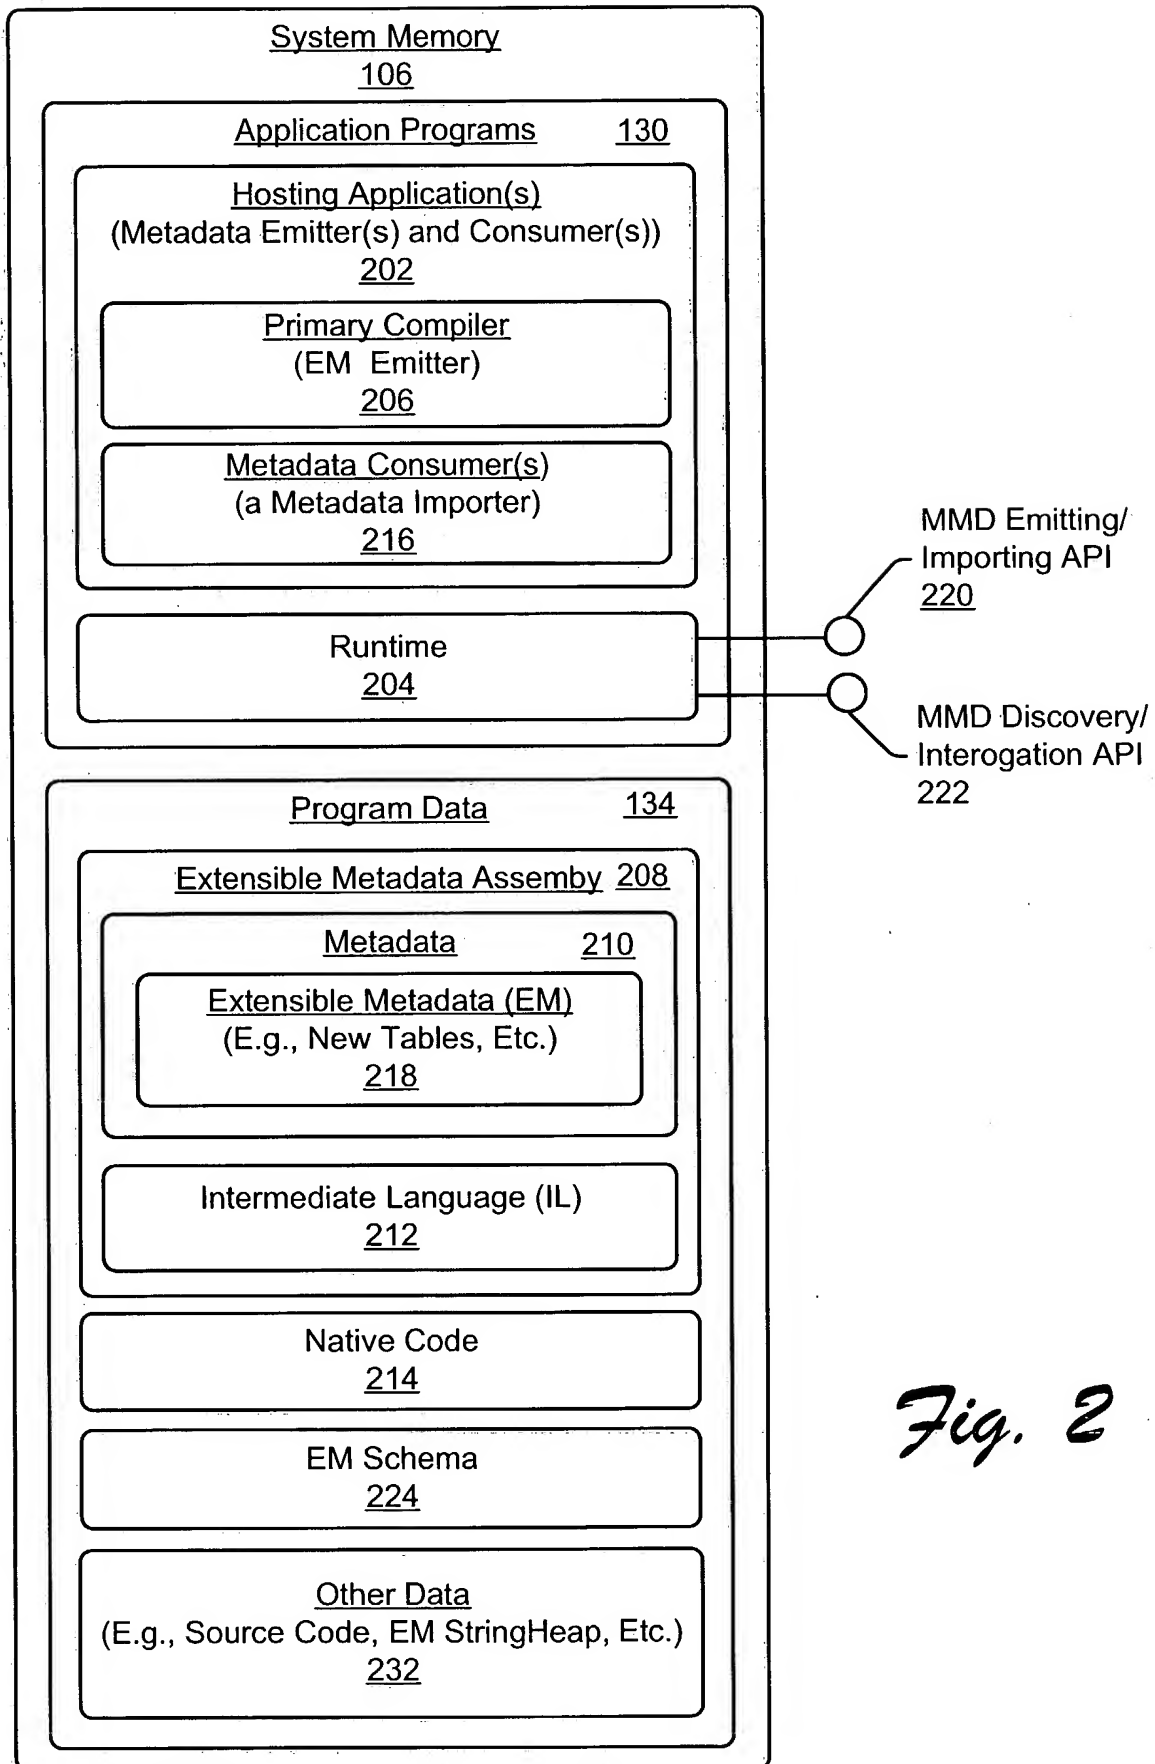 System Memory
106
Application Programs 130
Hosting Application(s)
(Metadata Emitter(s) and Consumer(s))
202
Primary Compiler
(EM Emitter)
206
Metadata Consumer(s)
(a Metadata Importer)
216
Runtime
204
MMD Emitting/
Importing API
220
MMD Discovery/
Interogation API
222
Program Data 134
Extensible Metadata Assemby 208
Metadata 210
Extensible Metadata (EM)
(E.g., New Tables, Etc.)
218
Intermediate Language (IL)
212
Native Code
214
EM Schema
224
Other Data
(E.g., Source Code, EM StringHeap, Etc.)
232
Fig. 2